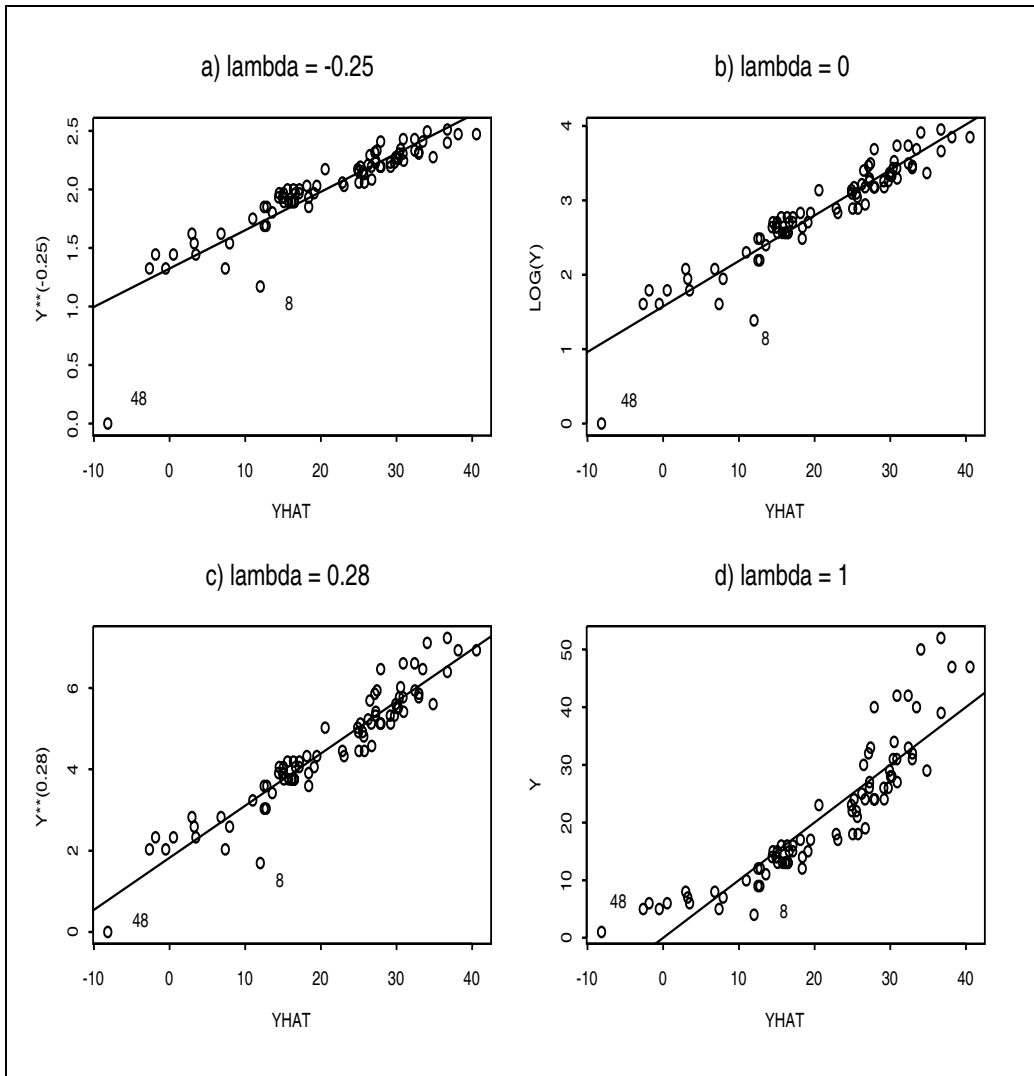 a) lambda = -0.25
Y**(-0.25)
2.5
2.0
1.5
1.0
0.5
0.0
8
48
-10 0 10 20 30 40
YHAT
b) lambda = 0
LOG(Y)
4
3
2
1
0
8
48
-10 0 10 20 30 40
YHAT
c) lambda = 0.28
Y**(0.28)
6
4
2
0
8
48
-10 0 10 20 30 40
YHAT
d) lambda = 1
Y
50
40
30
20
10
0
48
8
-10 0 10 20 30 40
YHAT